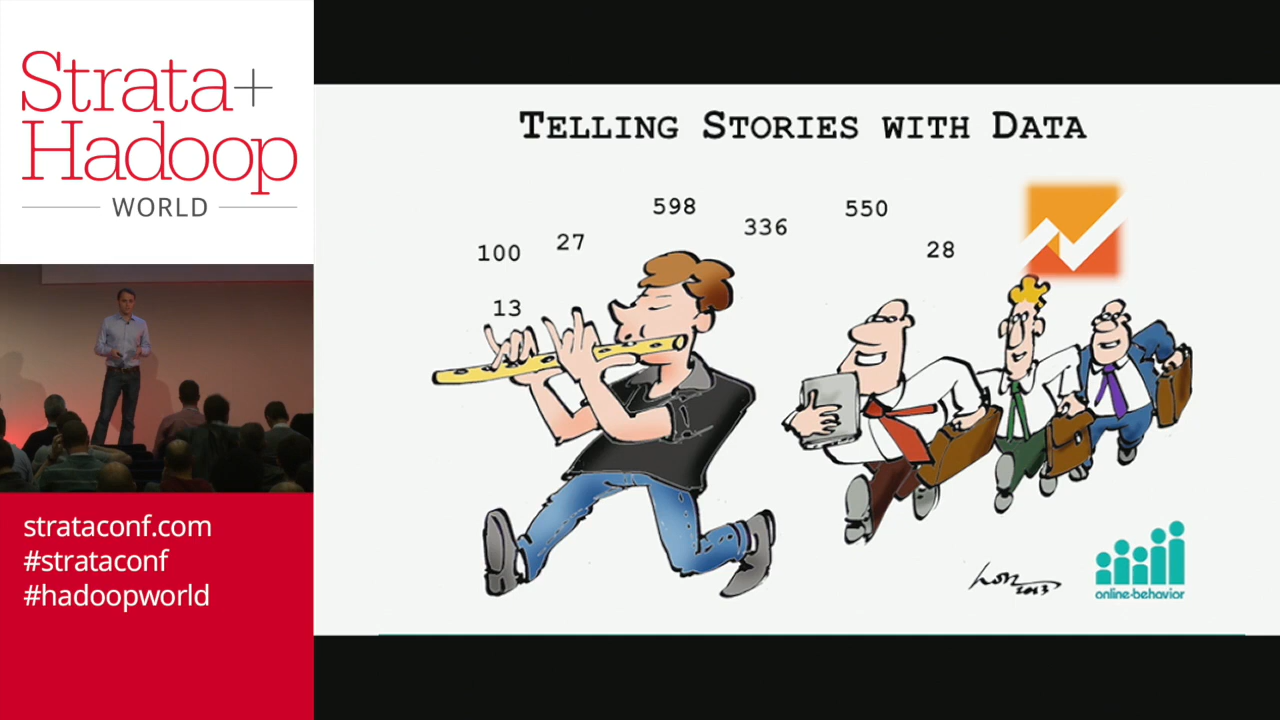 Strata+
Hadoop
WORLD
strataconf.com
#strataconf
#hadoopworld
TELLING STORIES WITH DATA
598
550
336
27
100
28
13
2013
online-behavior